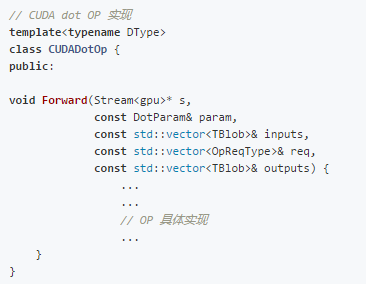 // CUDA dot OP 实现
template<typename DType>
class CUDADotOp {
public:
void Forward(Stream<gpu>* s,
const DotParam& param,
const std::vector<TBlob>& inputs,
const std::vector<OpReqType>& req,
const std::vector<TBlob>& outputs) {
...
...
// OP 具体实现
...
}
}